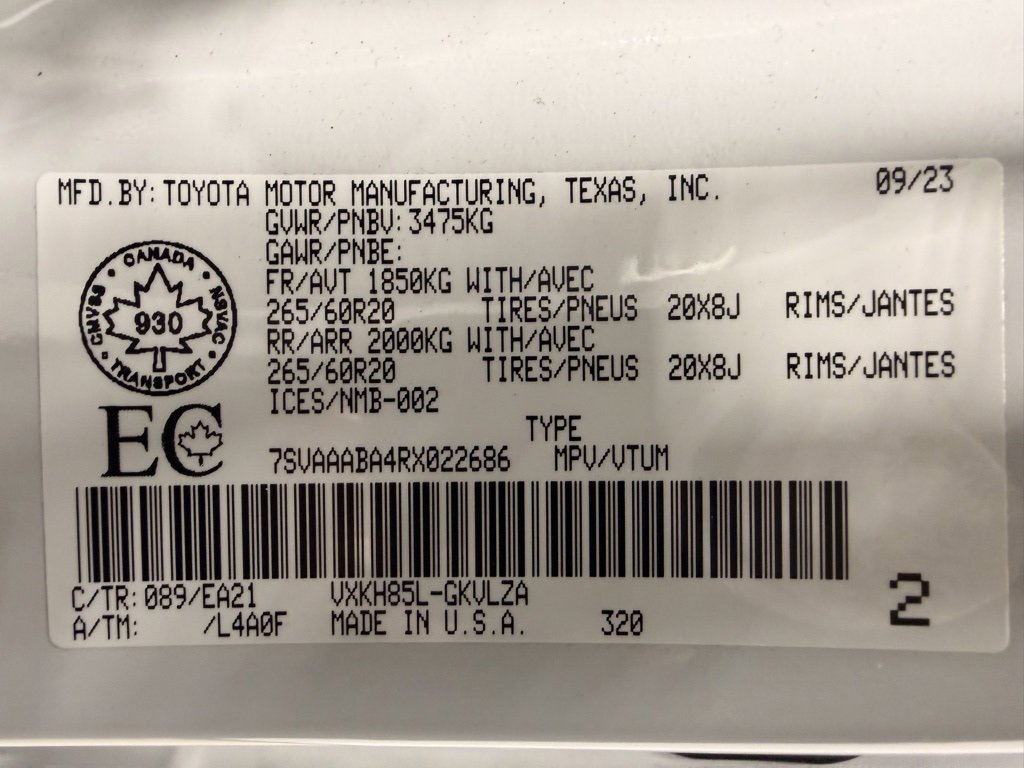 MFD.BY: TOYOTA MOTOR MANUFACTURING, TEXAS, INC. 09/23
GVWR/PNBV: 3475KG
GAWR/PNBE:
FR/AVT 1850KG WITH/AVEC
265/60R20 TIRES/PNEUS 20X8J RIMS/JANTES
RR/ARR 2000KG WITH/AVEC
265/60R20 TIRES/PNEUS 20X8J RIMS/JANTES
ICES/NMB-002
CANADA
CMVSS 930 NSVAC
TRANSPORT
EC
TYPE
7SVAAABA4RX022686 MPV/VTUM
C/TR: 089/EA21 VXKH85L-GKVLZA
A/TM: /L4A0F MADE IN U.S.A. 320
2